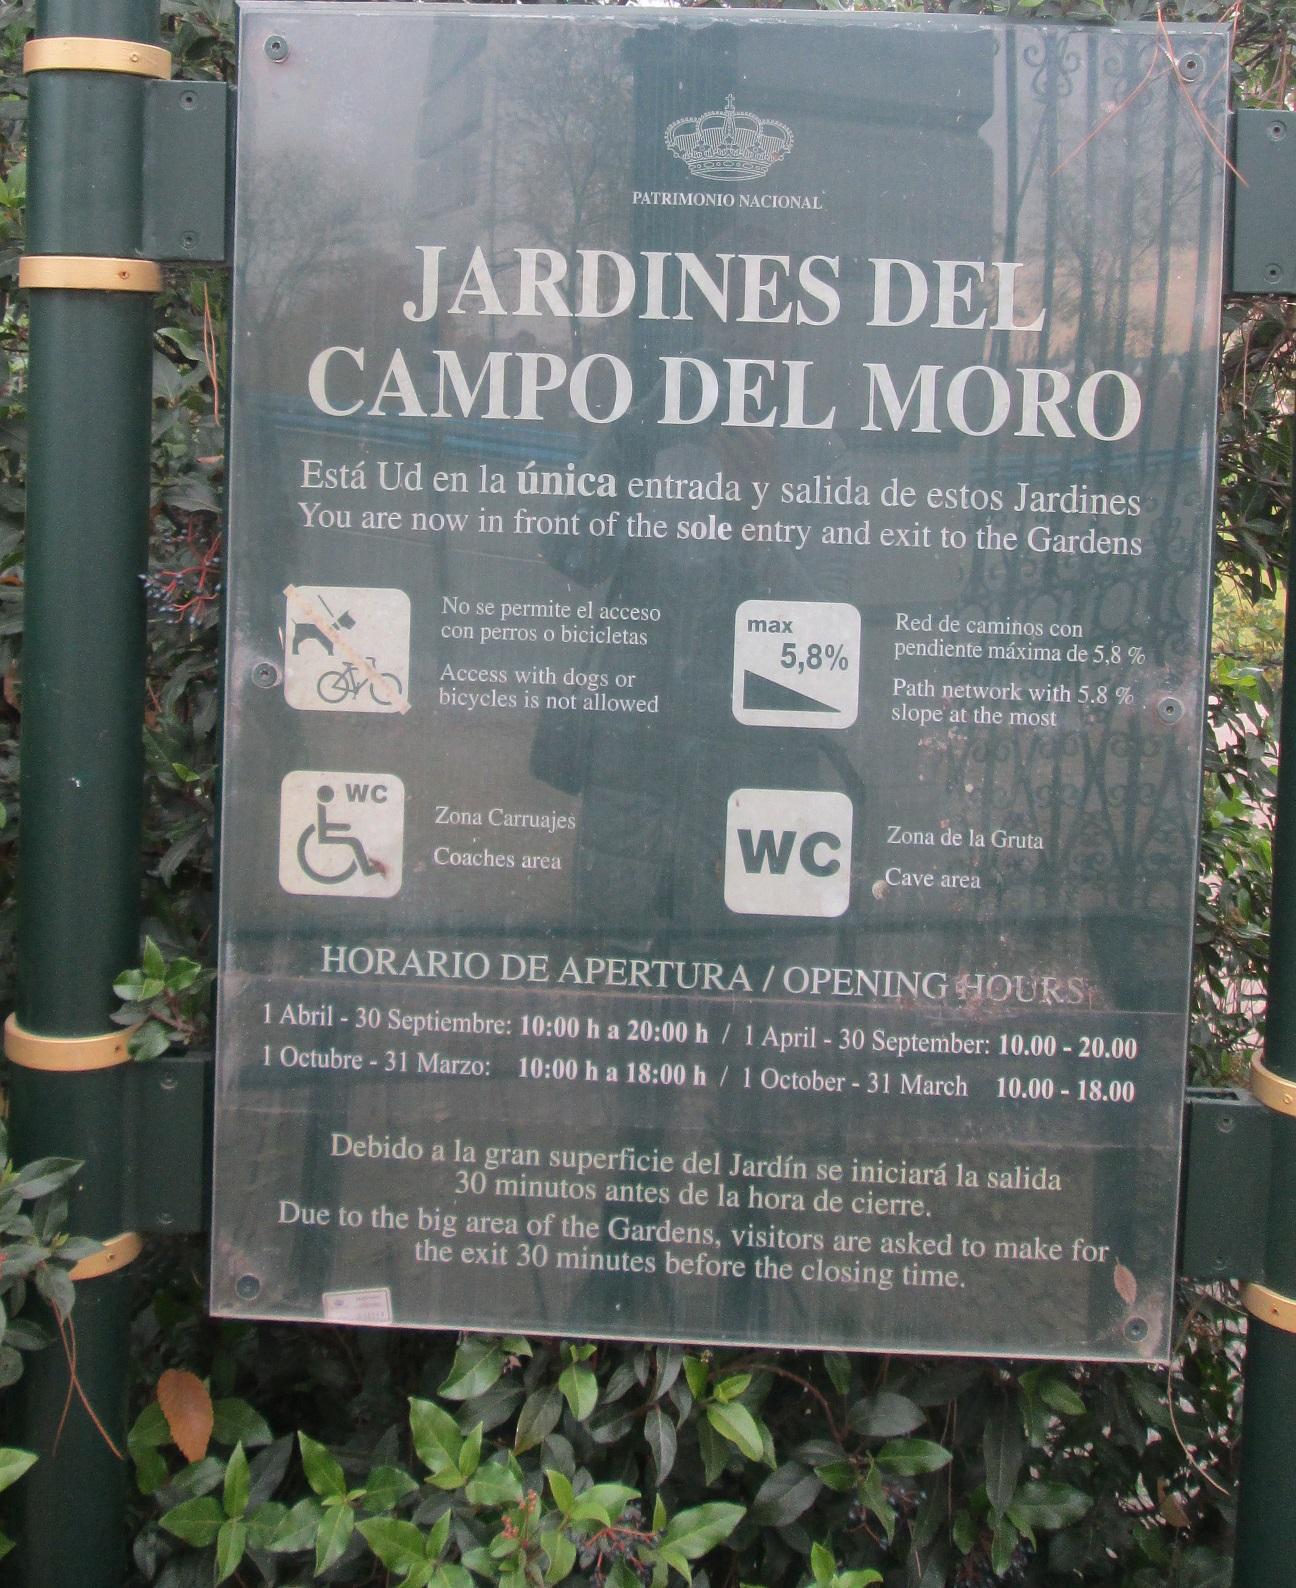 PATRIMONIO NACIONAL
JARDINES DEL
CAMPO DEL MORO
Está Ud en la única entrada y salida de estos Jardines
You are now in front of the sole entry and exit to the Gardens
No se permite el acceso
con perros o bicicletas
Access with dogs or
bicycles is not allowed
max
5,8%
Red de caminos con
pendiente máxima de 5,8 %
Path network with 5.8 %
slope at the most
WC
Zona Carruajes
Coaches area
WC
Zona de la Gruta
Cave area
HORARIO DE APERTURA / OPENING HOURS
1 Abril - 30 Septiembre: 10:00 h a 20:00 h / 1 April - 30 September: 10.00 - 20.00
1 Octubre - 31 Marzo: 10:00 h a 18:00 h / 1 October - 31 March 10.00 - 18.00
Debido a la gran superficie del Jardín se iniciará la salida
30 minutos antes de la hora de cierre.
Due to the big area of the Gardens, visitors are asked to make for
the exit 30 minutes before the closing time.